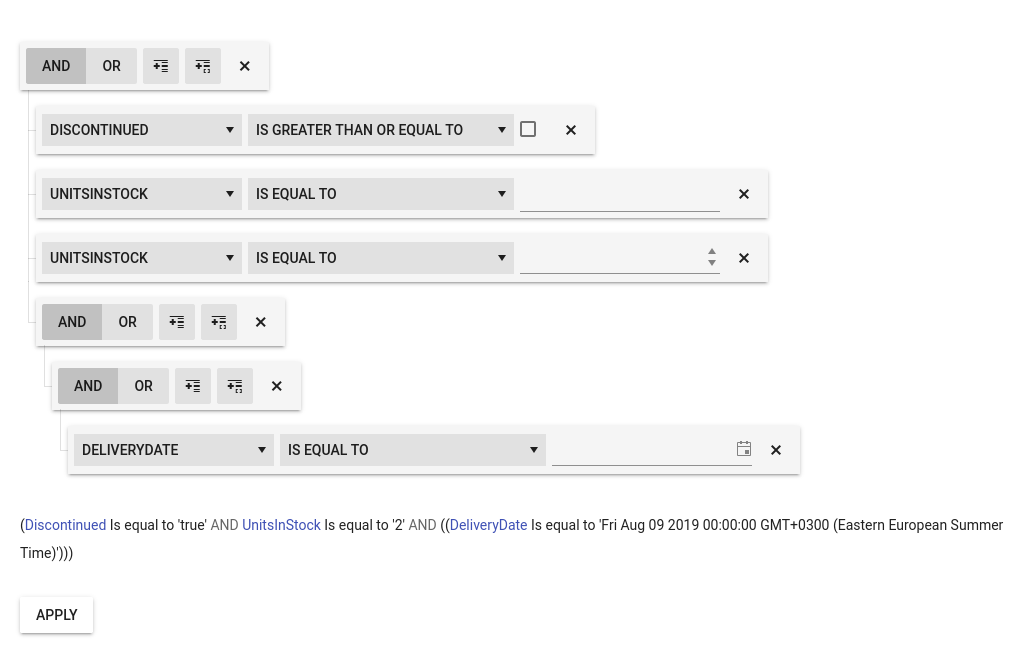 AND OR
DISCONTINUED IS GREATER THAN OR EQUAL TO
UNITSINSTOCK IS EQUAL TO
UNITSINSTOCK IS EQUAL TO
AND OR
AND OR
DELIVERYDATE IS EQUAL TO
(Discontinued Is equal to 'true' AND UnitsInStock Is equal to '2' AND ((DeliveryDate Is equal to 'Fri Aug 09 2019 00:00:00 GMT+0300 (Eastern European Summer
Time)')))
APPLY